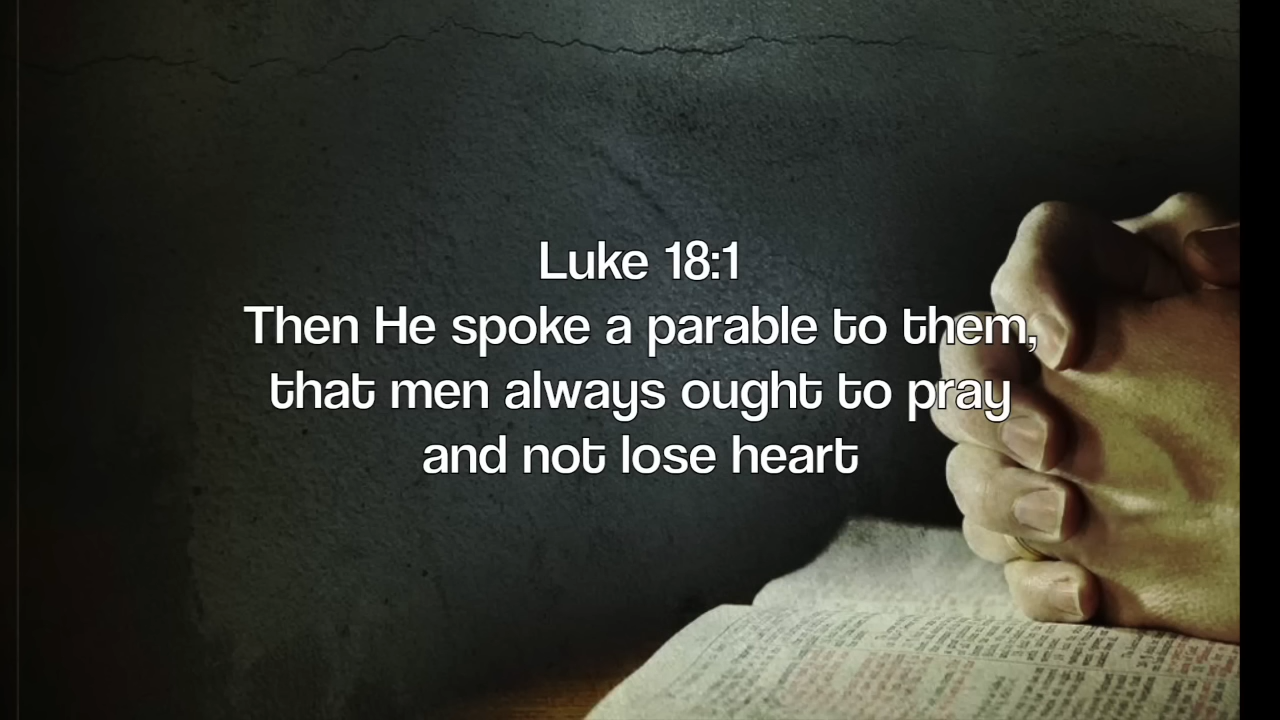 Luke 18:1
Then He spoke a parable to them,
that men always ought to pray
and not lose heart